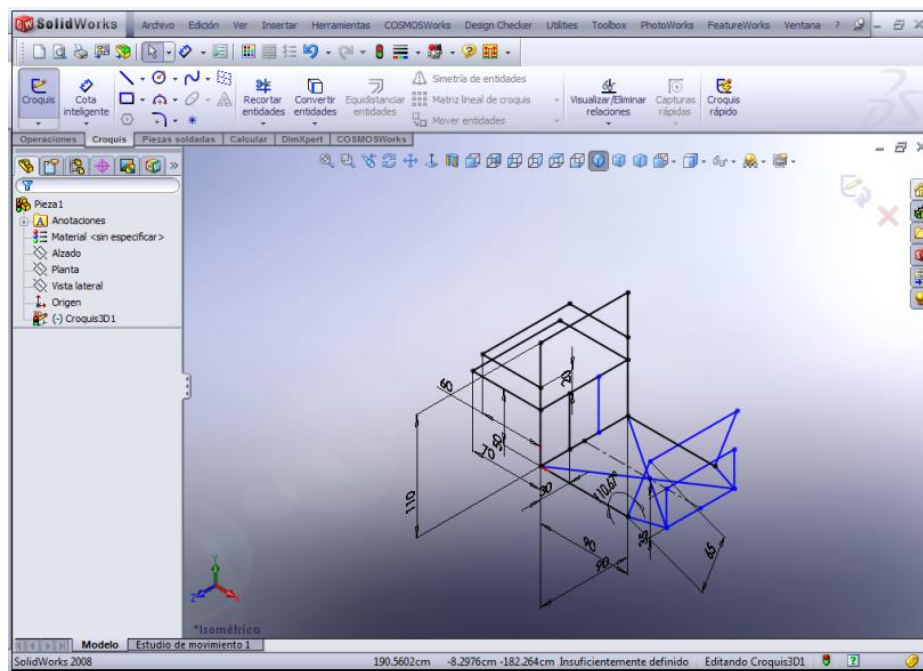 SolidWorks Archivo Edición Ver Insertar Herramientas COSMOSWorks Design Checker Utilities Toolbox PhotoWorks FeatureWorks Ventana ?
Croquis Cota inteligente Recortar entidades Convertir entidades Equidistanciar entidades Simetría de entidades Matriz lineal de croquis Mover entidades Visualizar/Eliminar relaciones Capturas rápidas Croquis rápido
Operaciones Croquis Piezas soldadas Calcular DimXpert COSMOSWorks
Pieza1
Anotaciones
Material <sin especificar>
Alzado
Planta
Vista lateral
Origen
(-) Croquis3D1
20
50
70
30
110
110,67°
35
65
90
90
Y
Z
X
*Isométrica
Modelo Estudio de movimiento 1
SolidWorks 2008 190.5602cm -8.2976cm -182.264cm Insuficientemente definido Editando Croquis3D1